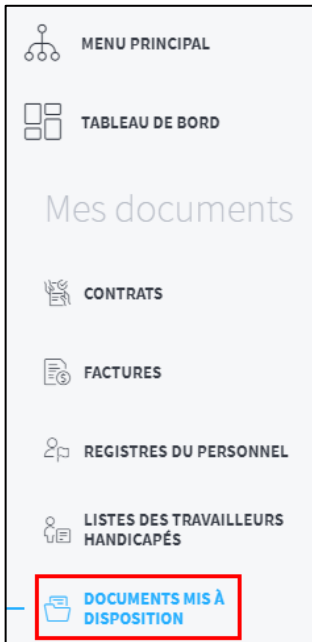 MENU PRINCIPAL
TABLEAU DE BORD
Mes documents
CONTRATS
FACTURES
REGISTRES DU PERSONNEL
LISTES DES TRAVAILLEURS
HANDICAPÉS
DOCUMENTS MIS À
DISPOSITION